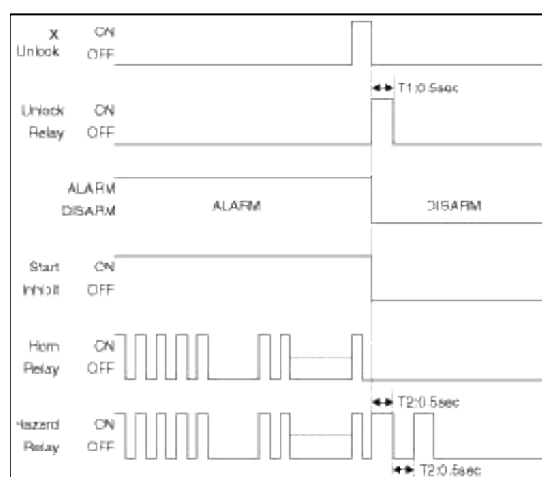 X ON
Unlock OFF
T1:0.5sec
Unlock ON
Relay OFF
ALARM
DISARM
ALARM
DISARM
Start ON
Inhibit OFF
Horn ON
Relay OFF
T2:0.5sec
Hazard ON
Relay OFF
T2:0.5sec